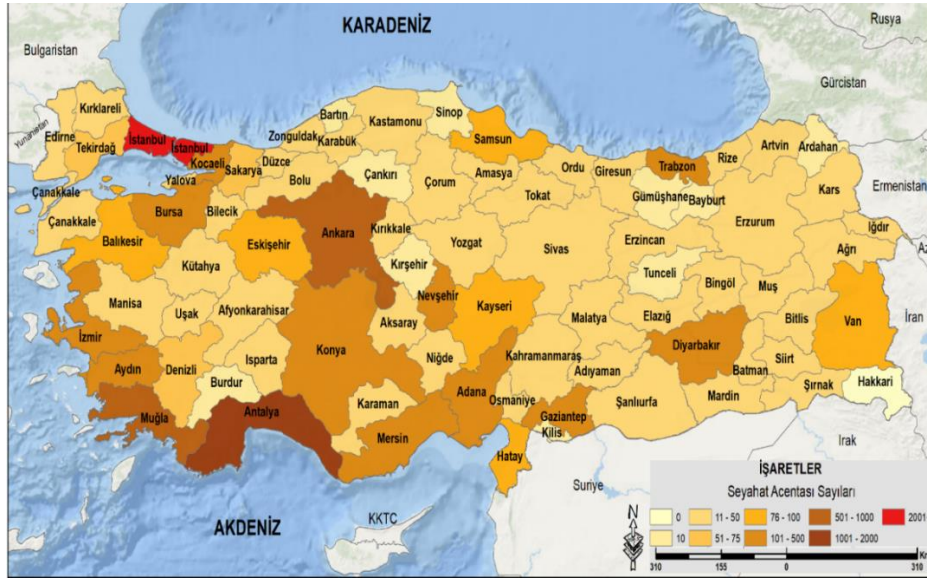 KARADENİZ
Rusya
Bulgaristan
Gürcistan
Yunanistan
Kırklareli
Edirne
Tekirdağ
İstanbul
İstanbul
Kocaeli
Sakarya
Yalova
Düzce
Zonguldak
Bartın
Karabük
Kastamonu
Sinop
Samsun
Ordu
Giresun
Trabzon
Rize
Artvin
Ardahan
Çanakkale
Çanakkale
Bursa
Bilecik
Bolu
Çankırı
Çorum
Amasya
Tokat
Gümüşhane
Bayburt
Erzurum
Kars
Ermenistan
Iğdır
Az
Balıkesir
Eskişehir
Ankara
Kırıkkale
Yozgat
Sivas
Erzincan
Ağrı
Kütahya
Kırşehir
Tunceli
Bingöl
Muş
Manisa
Uşak
Afyonkarahisar
Nevşehir
Kayseri
Malatya
Elazığ
Bitlis
Van
İran
İzmir
Aksaray
Konya
Diyarbakır
Aydın
Denizli
Isparta
Niğde
Kahramanmaraş
Adıyaman
Batman
Siirt
Burdur
Karaman
Adana
Osmaniye
Şanlıurfa
Mardin
Şırnak
Hakkari
Muğla
Antalya
Mersin
Gaziantep
Kilis
Hatay
Irak
Suriye
AKDENİZ
KKTC
İŞARETLER
Seyahat Acentası Sayıları
0 11 - 50 76 - 100 501 - 1000 2001
10 51 - 75 101 - 500 1001 - 2000
N
Km
310 155 0 310